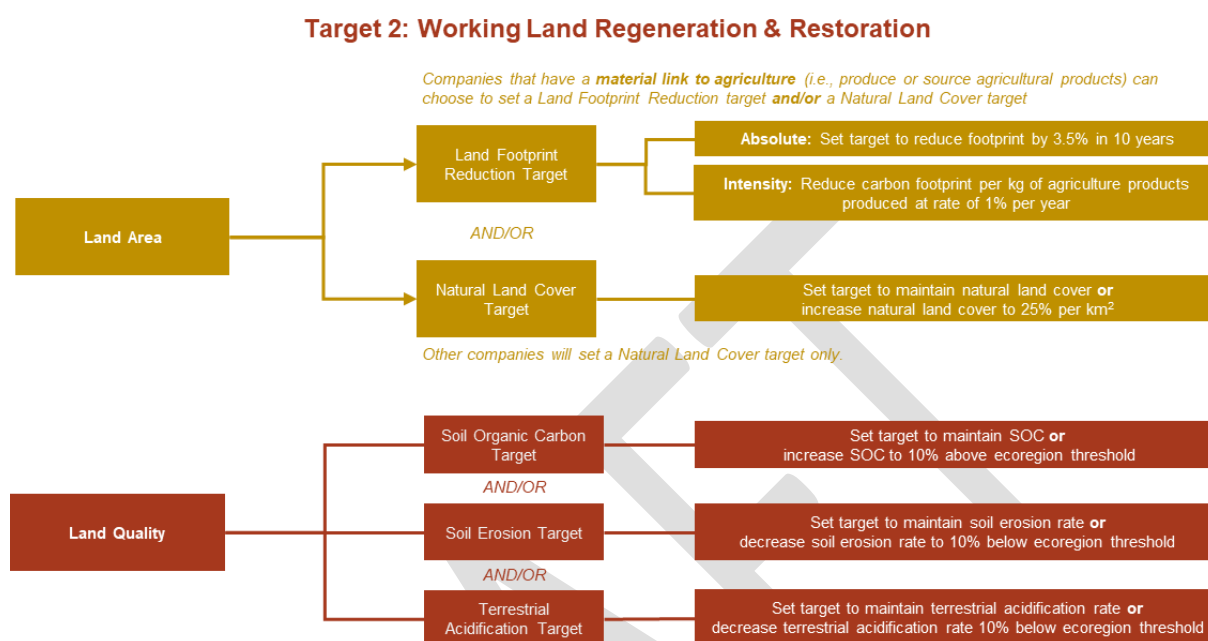 Target 2: Working Land Regeneration & Restoration
Companies that have a material link to agriculture (i.e., produce or source agricultural products) can
choose to set a Land Footprint Reduction target and/or a Natural Land Cover target
Land Area
Land Footprint
Reduction Target
Absolute: Set target to reduce footprint by 3.5% in 10 years
Intensity: Reduce carbon footprint per kg of agriculture products
produced at rate of 1% per year
AND/OR
Natural Land Cover
Target
Set target to maintain natural land cover or
increase natural land cover to 25% per km²
Other companies will set a Natural Land Cover target only.
Land Quality
Soil Organic Carbon
Target
Set target to maintain SOC or
increase SOC to 10% above ecoregion threshold
AND/OR
Soil Erosion Target
Set target to maintain soil erosion rate or
decrease soil erosion rate to 10% below ecoregion threshold
AND/OR
Terrestrial
Acidification Target
Set target to maintain terrestrial acidification rate or
decrease terrestrial acidification rate 10% below ecoregion threshold